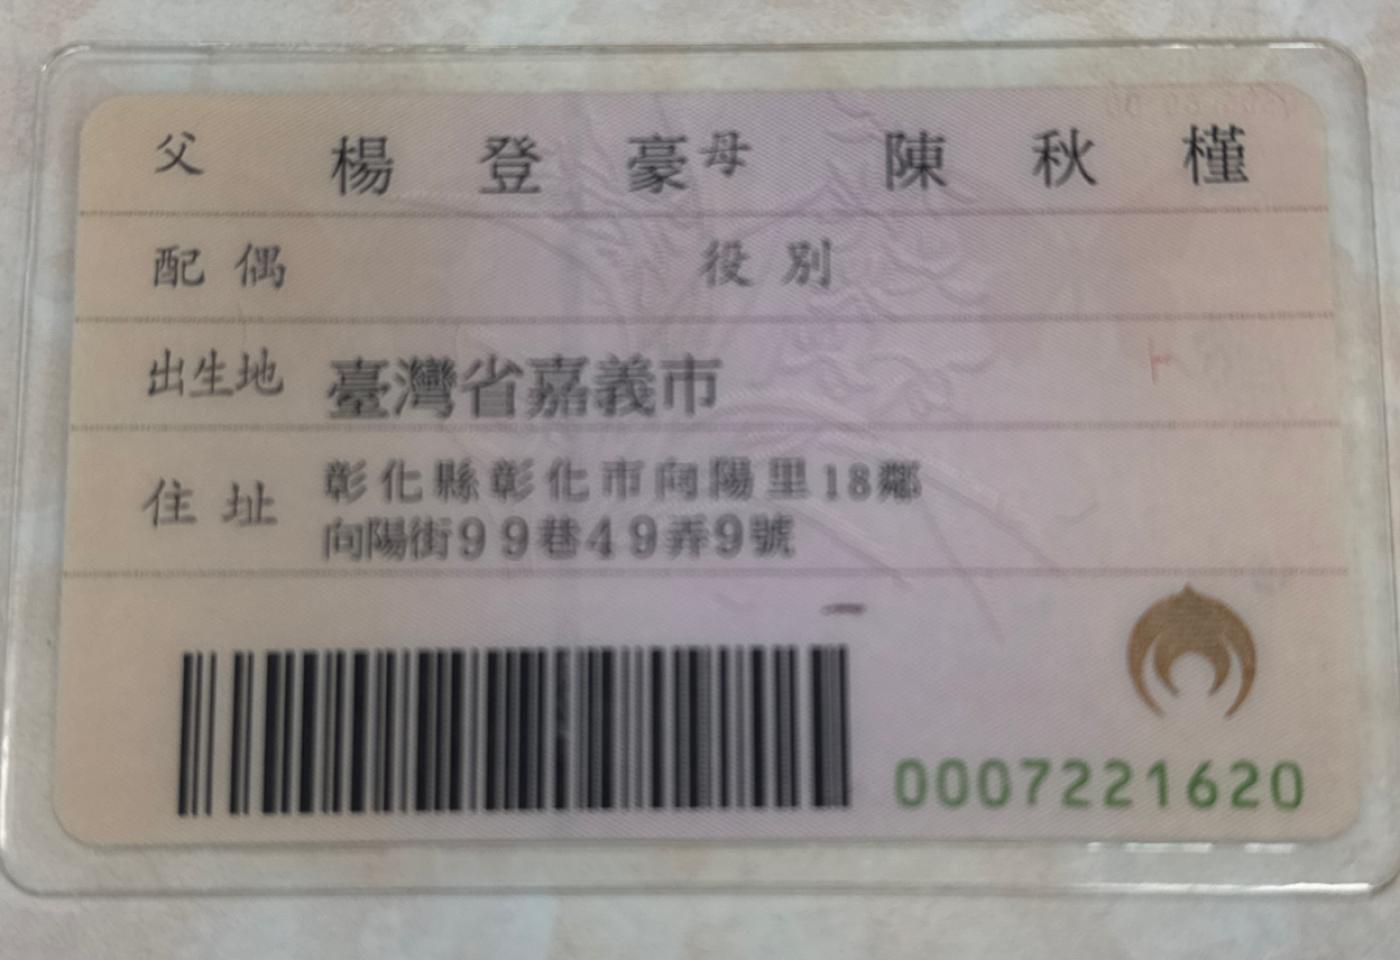 父 楊登豪 母 陳秋槿
配偶 役別
出生地 臺灣省嘉義市
住址 彰化縣彰化市向陽里18鄰
向陽街99巷49弄9號
0007221620